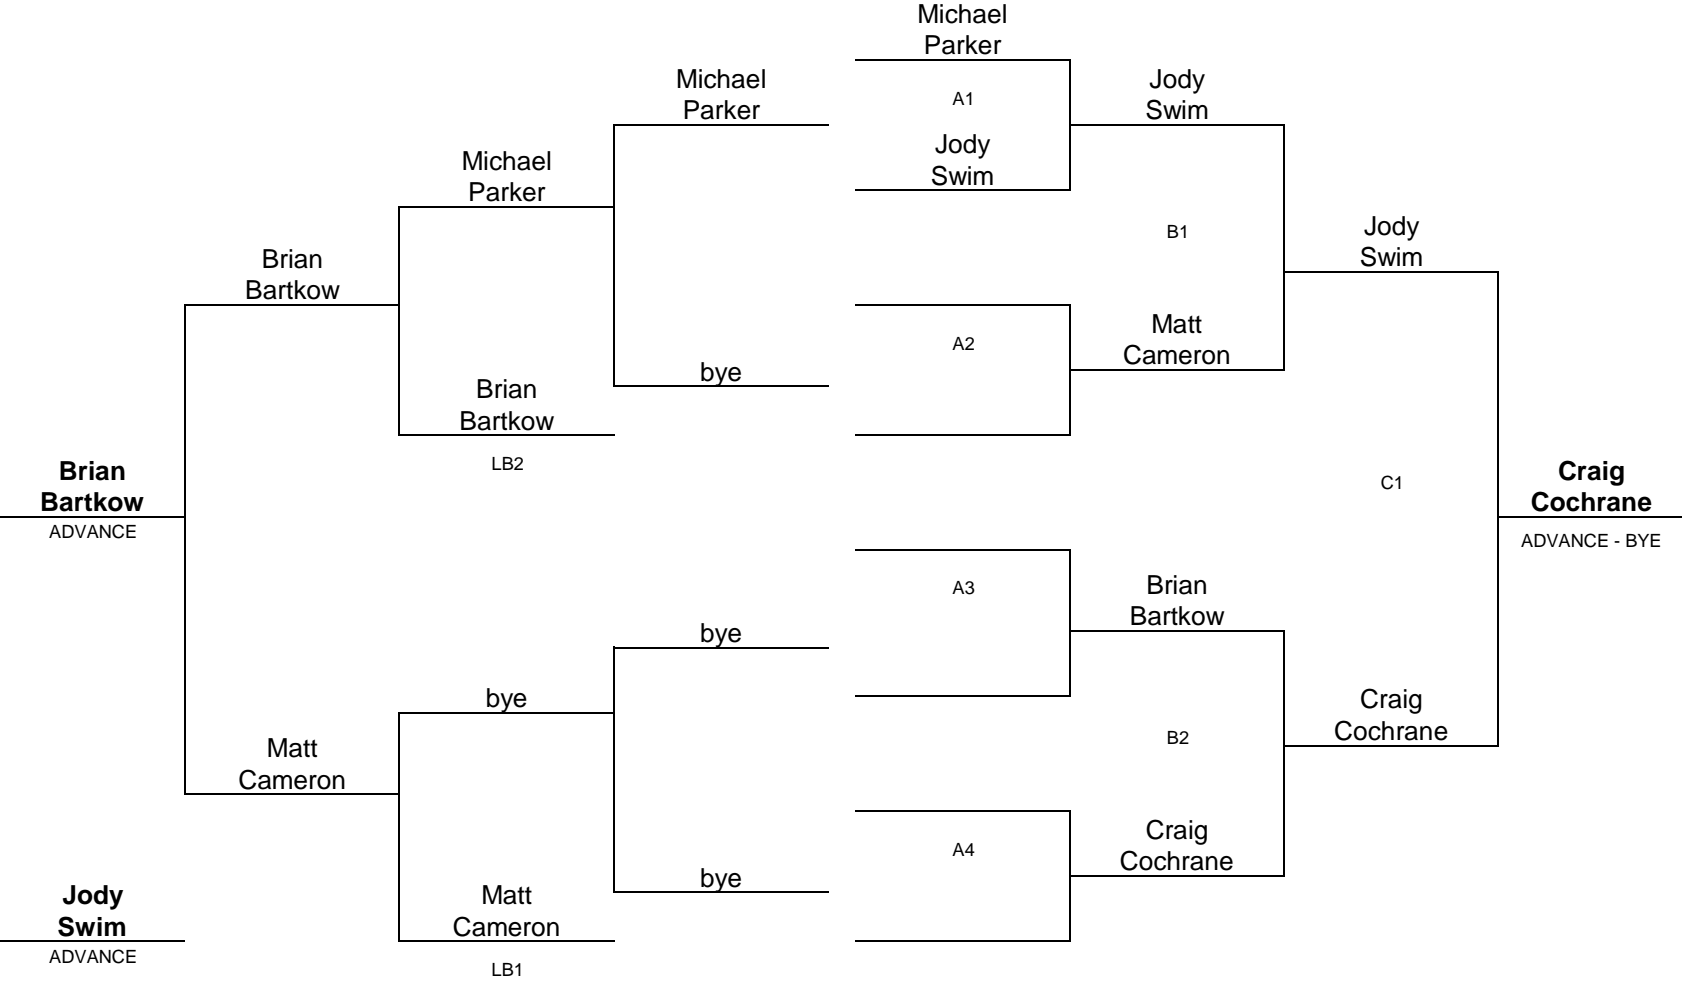 Michael
Parker
A1
Jody
Swim
Jody
Swim
B1
Jody
Swim
A2
Matt
Cameron
C1
Craig
Cochrane
ADVANCE - BYE
A3
Brian
Bartkow
B2
Craig
Cochrane
A4
Craig
Cochrane
Michael
Parker
bye
Michael
Parker
Brian
Bartkow
LB2
Brian
Bartkow
Brian
Bartkow
ADVANCE
bye
bye
bye
Matt
Cameron
LB1
Matt
Cameron
Jody
Swim
ADVANCE